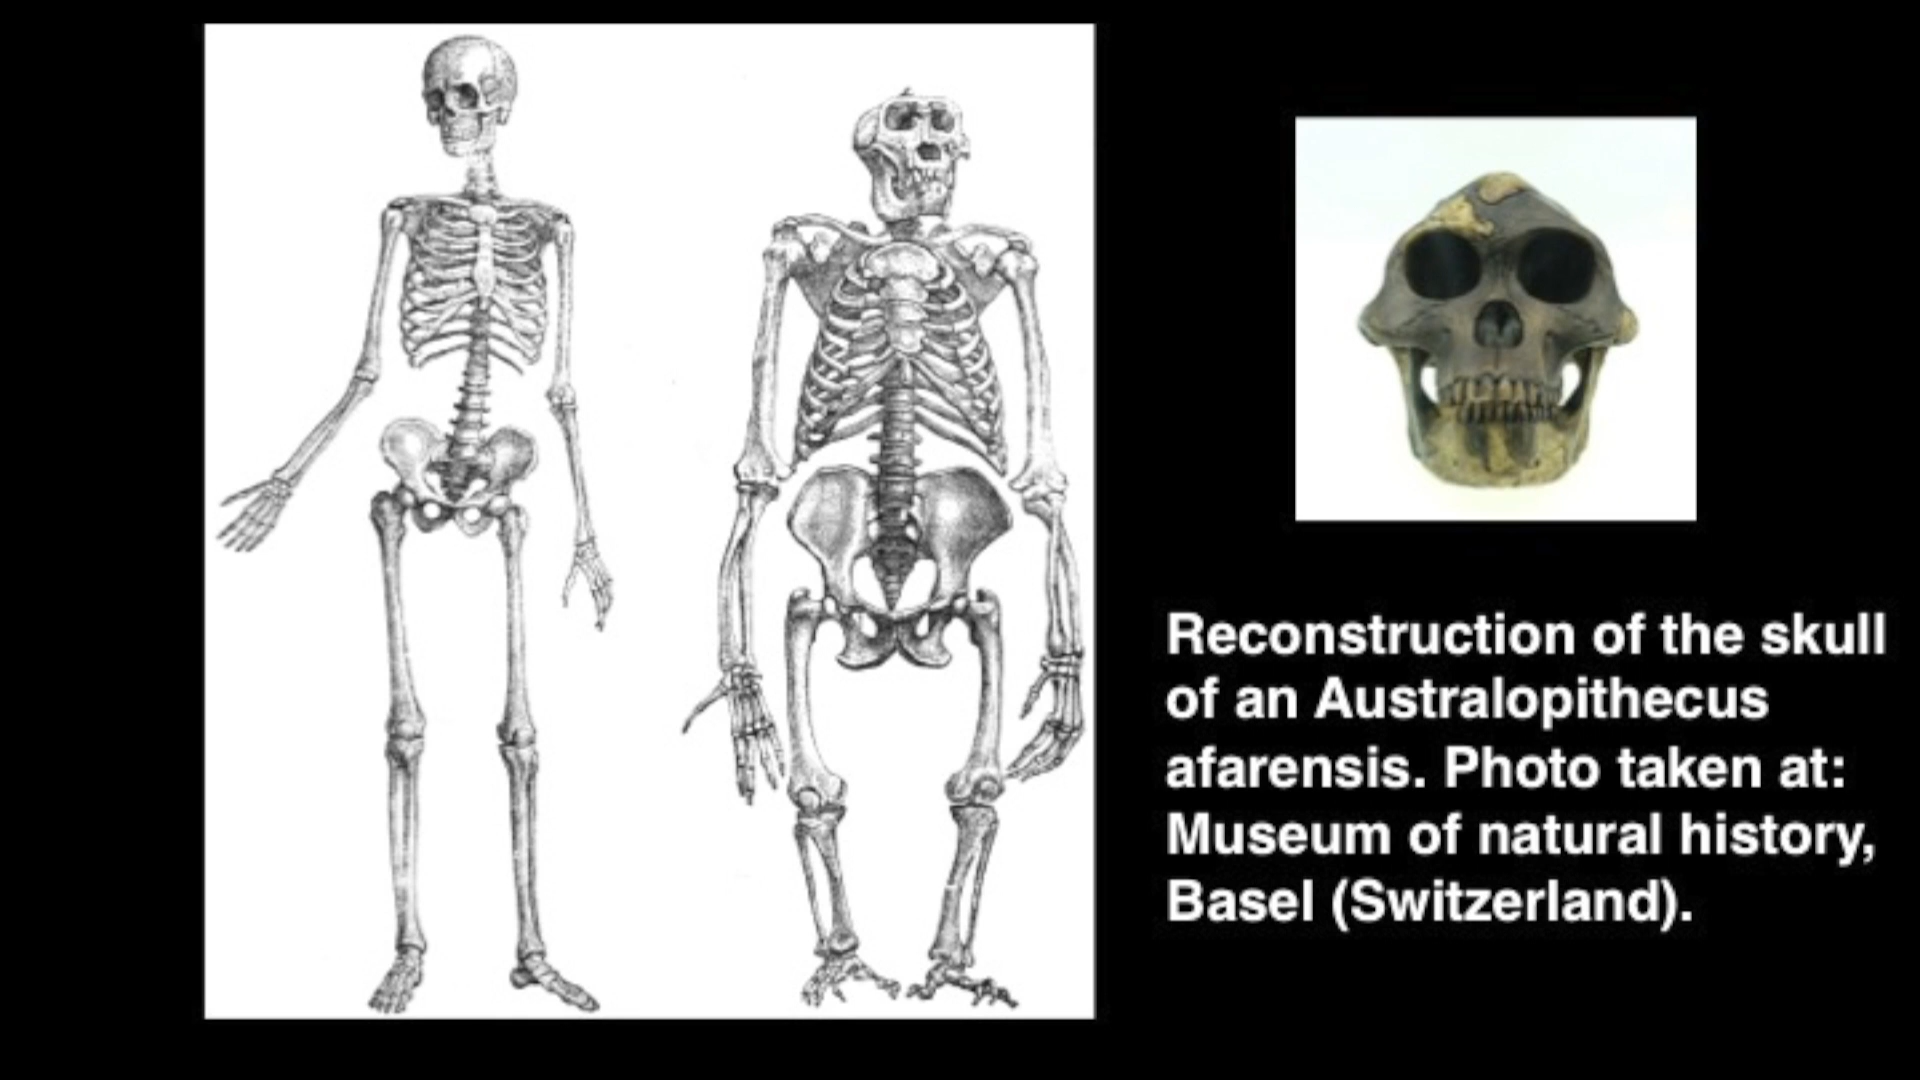 Reconstruction of the skull
of an Australopithecus
afarensis. Photo taken at:
Museum of natural history,
Basel (Switzerland).